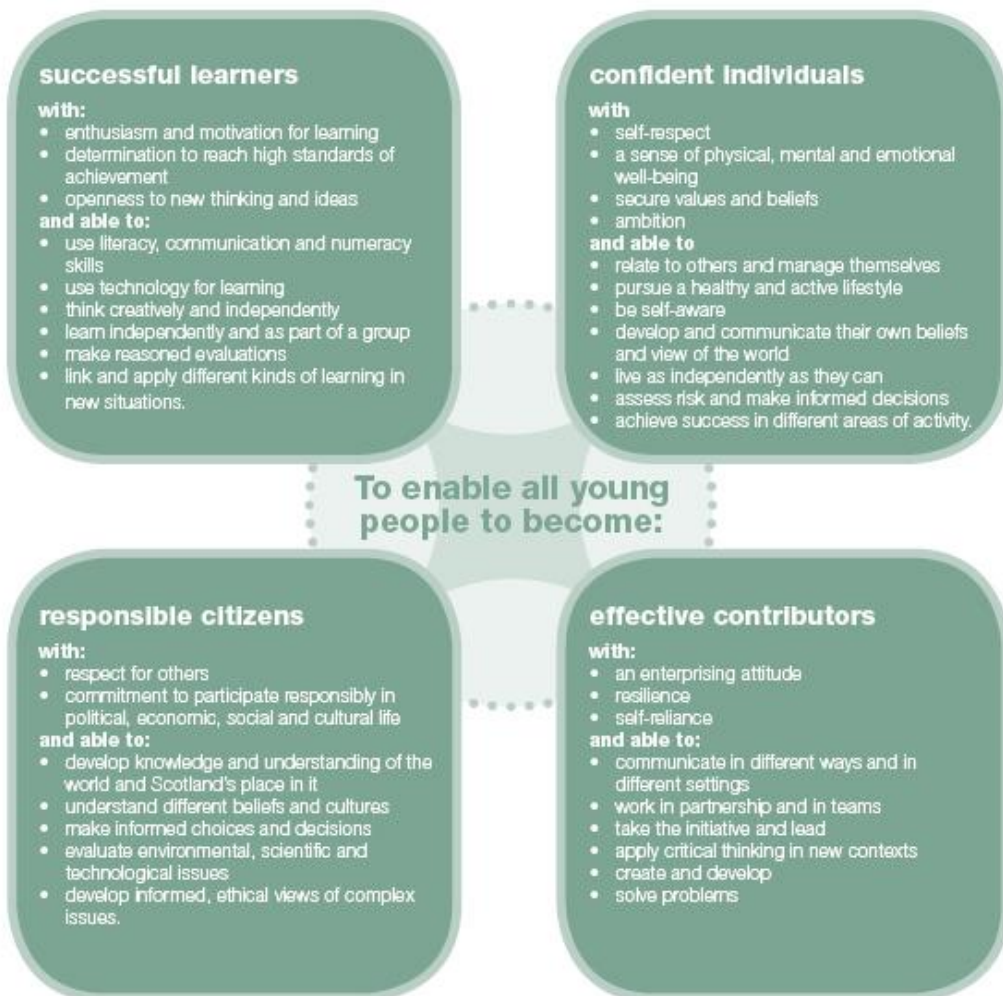 successful learners
with:
• enthusiasm and motivation for learning
• determination to reach high standards of
achievement
• openness to new thinking and ideas
and able to:
• use literacy, communication and numeracy
skills
• use technology for learning
• think creatively and independently
• learn independently and as part of a group
• make reasoned evaluations
• link and apply different kinds of learning in
new situations.
confident individuals
with
• self-respect
• a sense of physical, mental and emotional
well-being
• secure values and beliefs
• ambition
and able to
• relate to others and manage themselves
• pursue a healthy and active lifestyle
• be self-aware
• develop and communicate their own beliefs
and view of the world
• live as independently as they can
• assess risk and make informed decisions
• achieve success in different areas of activity.
To enable all young
people to become:
responsible citizens
with:
• respect for others
• commitment to participate responsibly in
political, economic, social and cultural life
and able to:
• develop knowledge and understanding of the
world and Scotland's place in it
• understand different beliefs and cultures
• make informed choices and decisions
• evaluate environmental, scientific and
technological issues
• develop informed, ethical views of complex
issues.
effective contributors
with:
• an enterprising attitude
• resilience
• self-reliance
and able to:
• communicate in different ways and in
different settings
• work in partnership and in teams
• take the initiative and lead
• apply critical thinking in new contexts
• create and develop
• solve problems